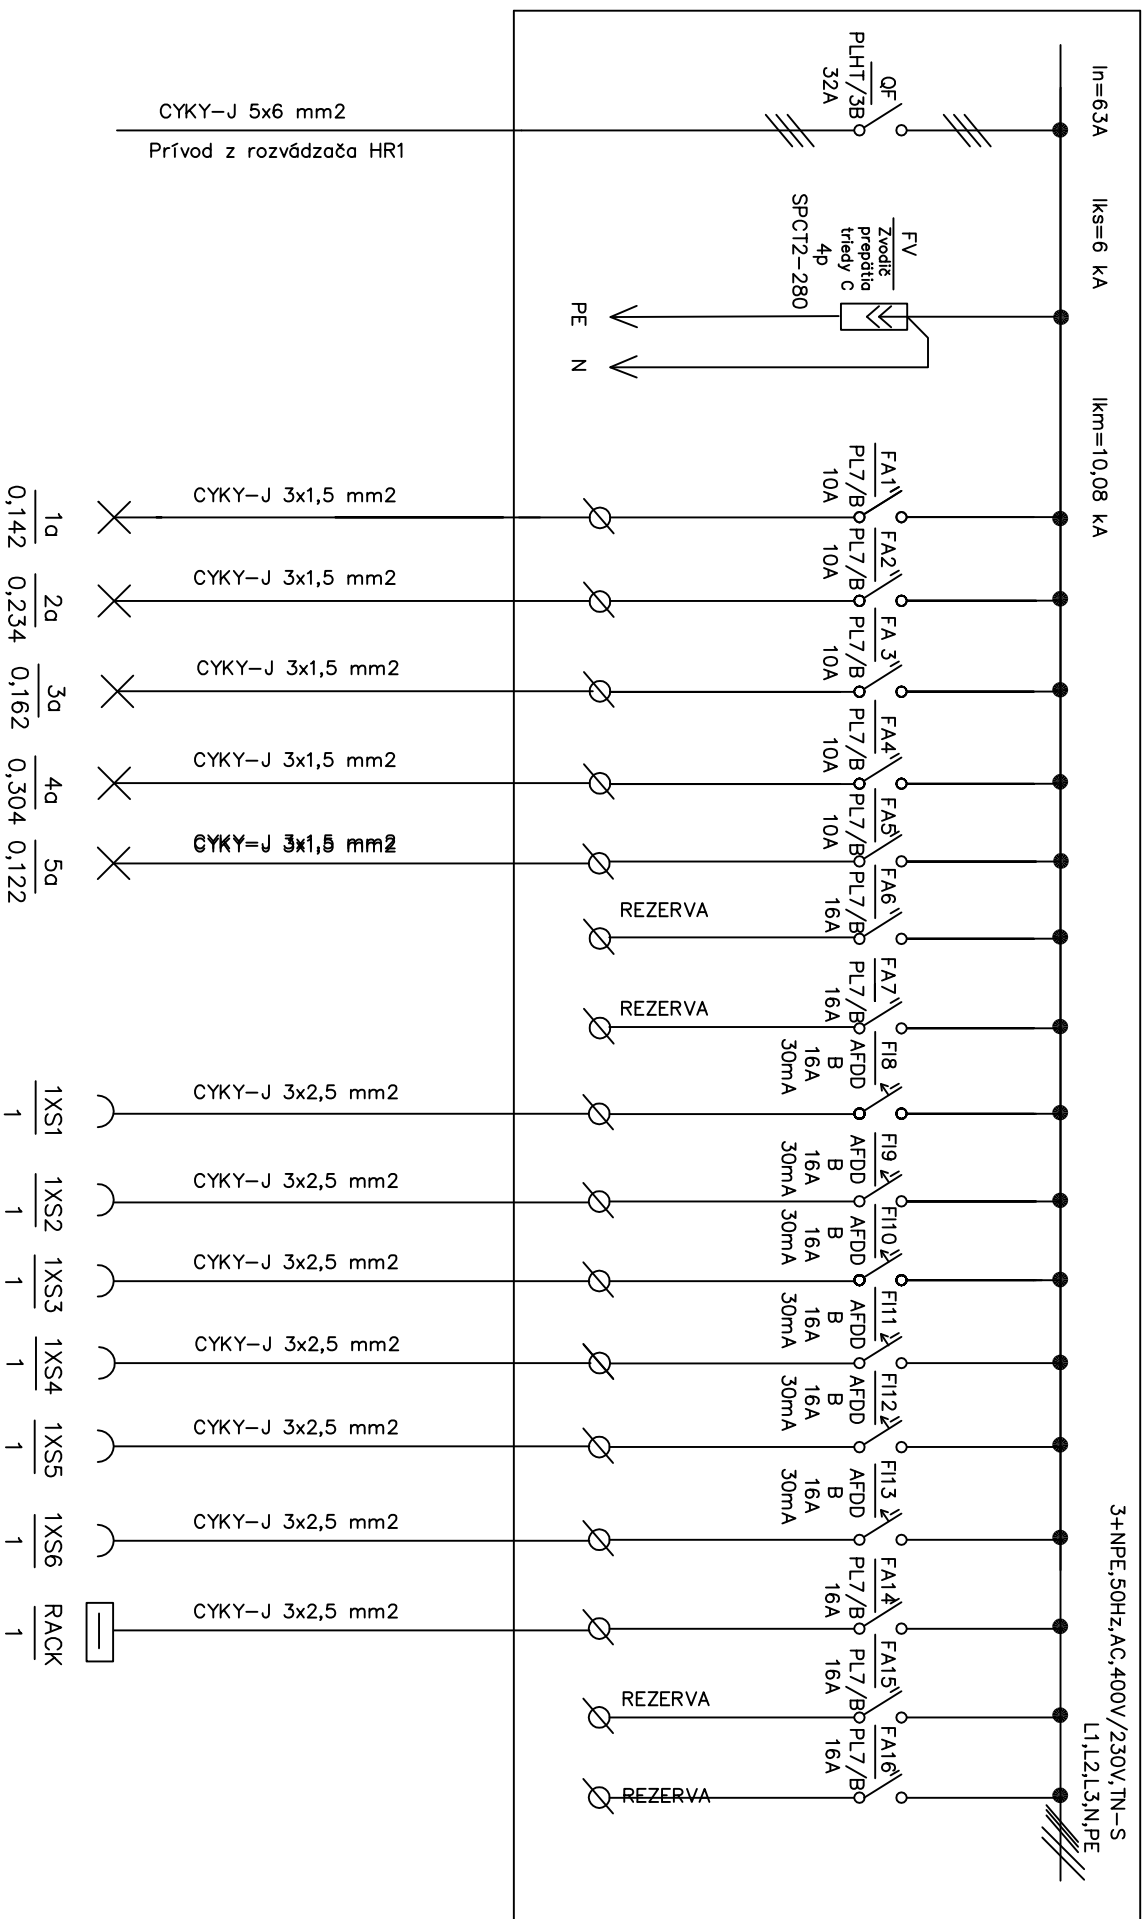 In=63A
Iks=6 kA
Ikm=10,08 kA
3+NPE,50Hz,AC,400V/230V,TN-S
L1,L2,L3,N,PE
QF
PLHT/3B
32A
CYKY-J 5x6 mm2
Prívod z rozvádzača HR1
FV
zvodič
prepätia
triedy C
4p
SPCT2-280
PE
N
FA1
PL7/B
10A
CYKY-J 3x1,5 mm2
1a
0,142
FA2
PL7/B
10A
CYKY-J 3x1,5 mm2
2a
0,234
FA 3
PL7/B
10A
CYKY-J 3x1,5 mm2
3a
0,162
FA4
PL7/B
10A
CYKY-J 3x1,5 mm2
4a
0,304
FA5
PL7/B
10A
CYKY-J 3x1,5 mm2
5a
0,122
FA6
PL7/B
16A
REZERVA
FA7
PL7/B
16A
REZERVA
FI8
AFDD
B
16A
30mA
CYKY-J 3x2,5 mm2
1XS1
1
FI9
AFDD
B
16A
30mA
CYKY-J 3x2,5 mm2
1XS2
1
FI10
AFDD
B
16A
30mA
CYKY-J 3x2,5 mm2
1XS3
1
FI11
AFDD
B
16A
30mA
CYKY-J 3x2,5 mm2
1XS4
1
FI12
AFDD
B
16A
30mA
CYKY-J 3x2,5 mm2
1XS5
1
FI13
AFDD
B
16A
30mA
CYKY-J 3x2,5 mm2
1XS6
1
FA14
PL7/B
16A
CYKY-J 3x2,5 mm2
RACK
1
FA15
PL7/B
16A
REZERVA
FA16
PL7/B
16A
REZERVA